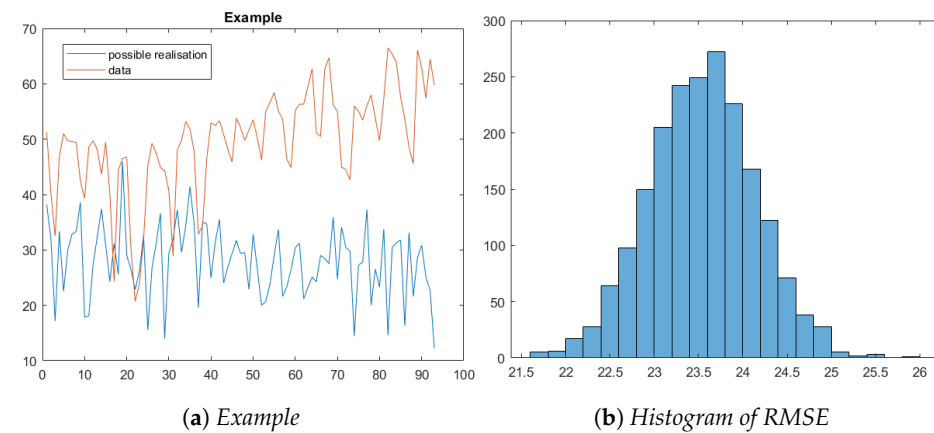 Example
70
60
50
40
30
20
10
0 10 20 30 40 50 60 70 80 90 100
possible realisation
data
(a) Example
300
250
200
150
100
50
0
21.5 22 22.5 23 23.5 24 24.5 25 25.5 26
(b) Histogram of RMSE